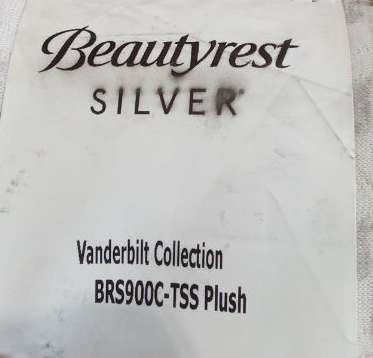 Beautyrest
SILVER
Vanderbilt Collection
BRS900C-TSS Plush